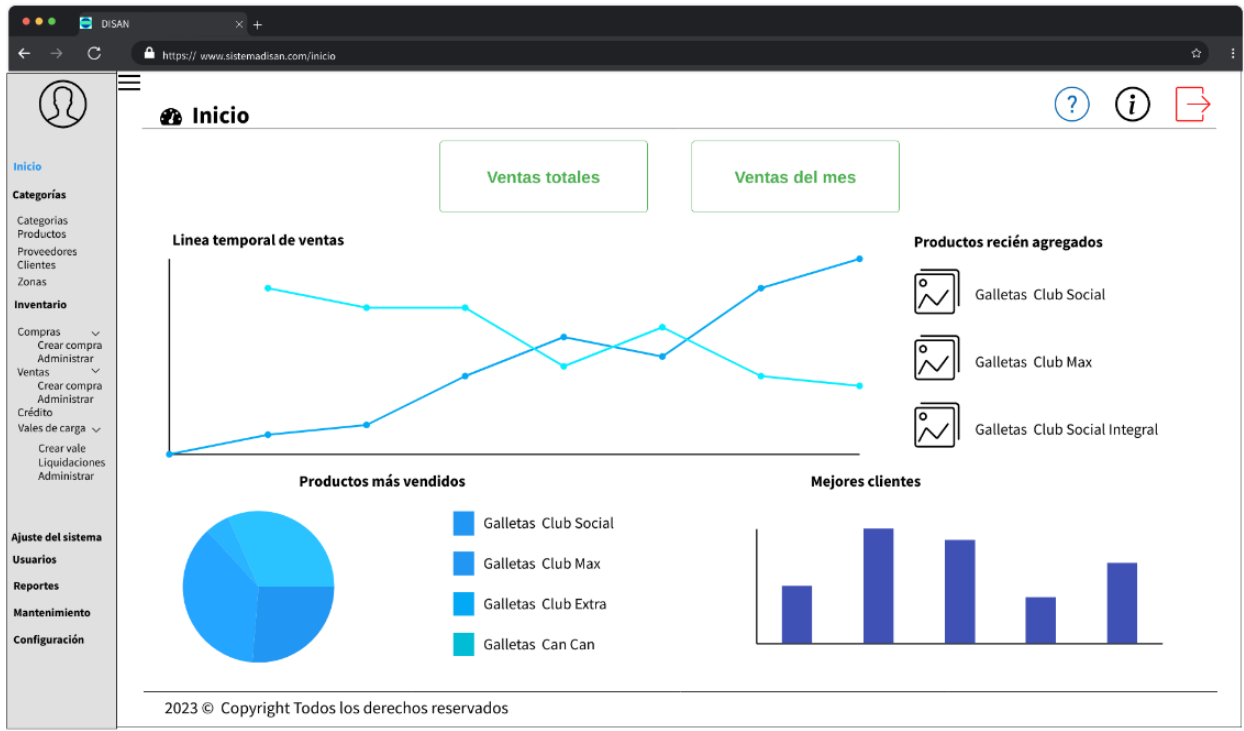 DISAN
https:// www.sistemadisan.com/inicio
Inicio
Inicio
Categorías
Categorias
Productos
Proveedores
Clientes
Zonas
Inventario
Compras
Crear compra
Administrar
Ventas
Crear compra
Administrar
Crédito
Vales de carga
Crear vale
Liquidaciones
Administrar
Ajuste del sistema
Usuarios
Reportes
Mantenimiento
Configuración
?
i
Ventas totales
Ventas del mes
Linea temporal de ventas
Productos recién agregados
Galletas Club Social
Galletas Club Max
Galletas Club Social Integral
Productos más vendidos
Galletas Club Social
Galletas Club Max
Galletas Club Extra
Galletas Can Can
Mejores clientes
2023 © Copyright Todos los derechos reservados